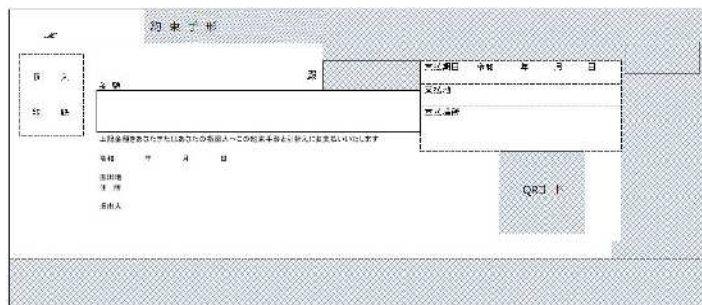 約束手形
収入
印紙
殿
金額
支払期日 令和 年 月 日
支払地
支払場所
上記金額をあなたまたはあなたの指図人へこの約束手形と引替えにお支払いいたします
令和 年 月 日
振出地
住所
振出人
QRコード